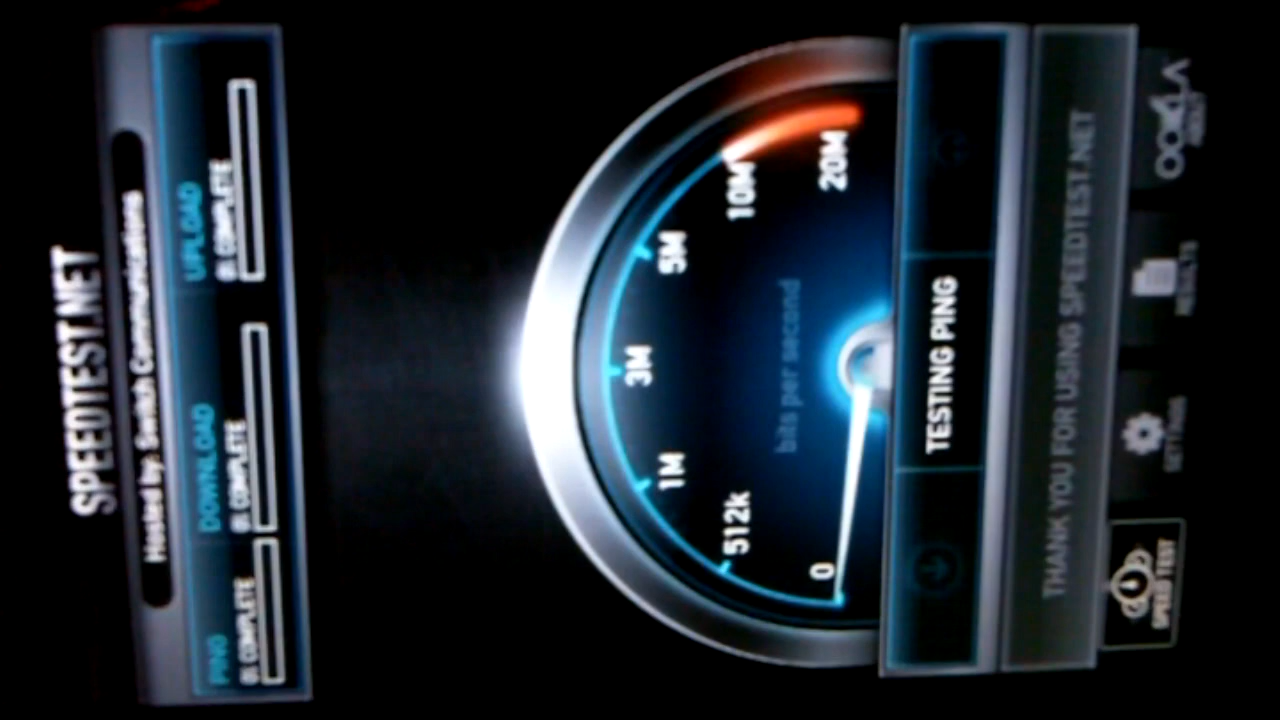 SPEEDTEST.NET
Hosted by: Switch Communications
PING DOWNLOAD UPLOAD
0% COMPLETE 0% COMPLETE 0% COMPLETE
3M
1M 5M
512k 10M
bits per second
0 20M
TESTING PING
THANK YOU FOR USING SPEEDTEST.NET
OOKLA
SPEED TEST SETTINGS RESULTS ABOUT